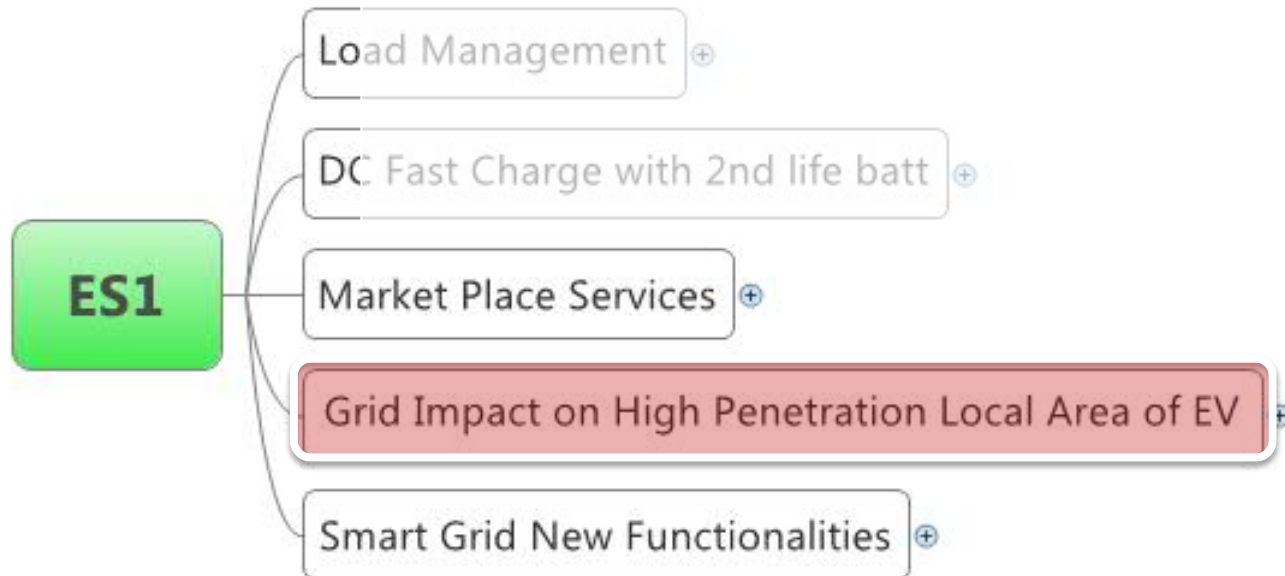 Load Management
DC Fast Charge with 2nd life batt
ES1
Market Place Services
Grid Impact on High Penetration Local Area of EV
Smart Grid New Functionalities